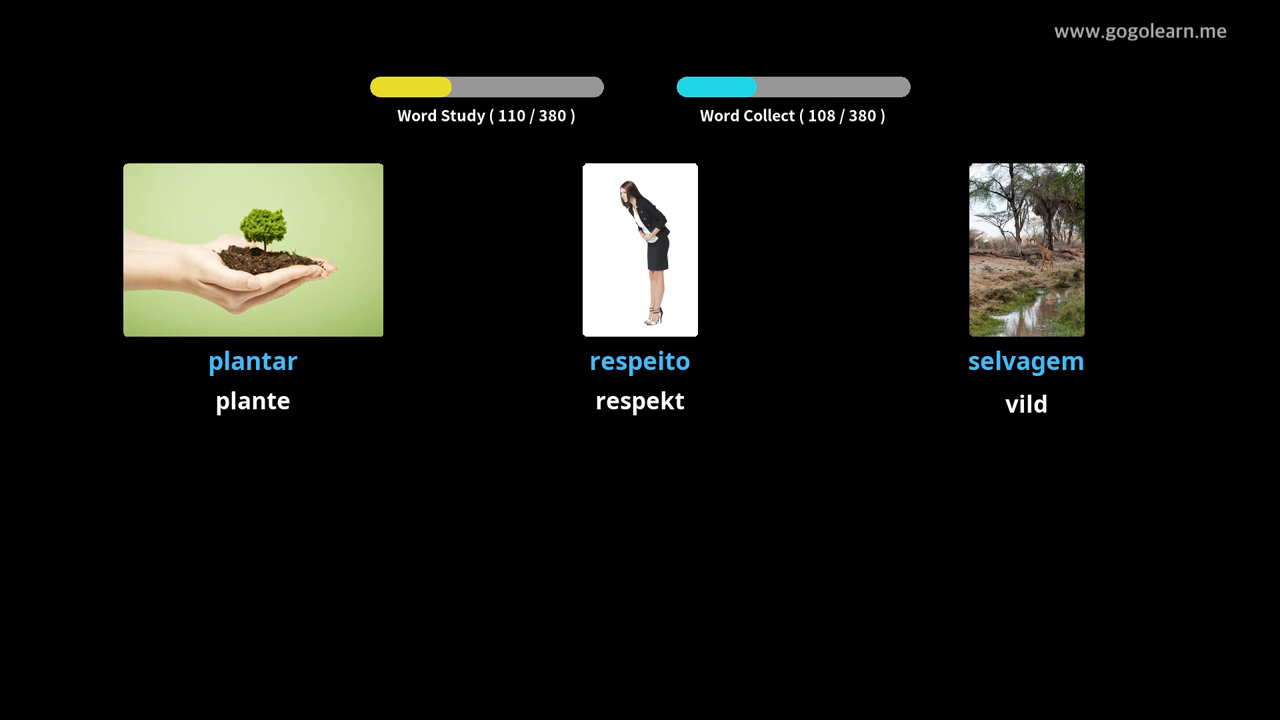 www.gogolearn.me
Word Study ( 110 / 380 )
Word Collect ( 108 / 380 )
plantar
plante
respeito
respekt
selvagem
vild